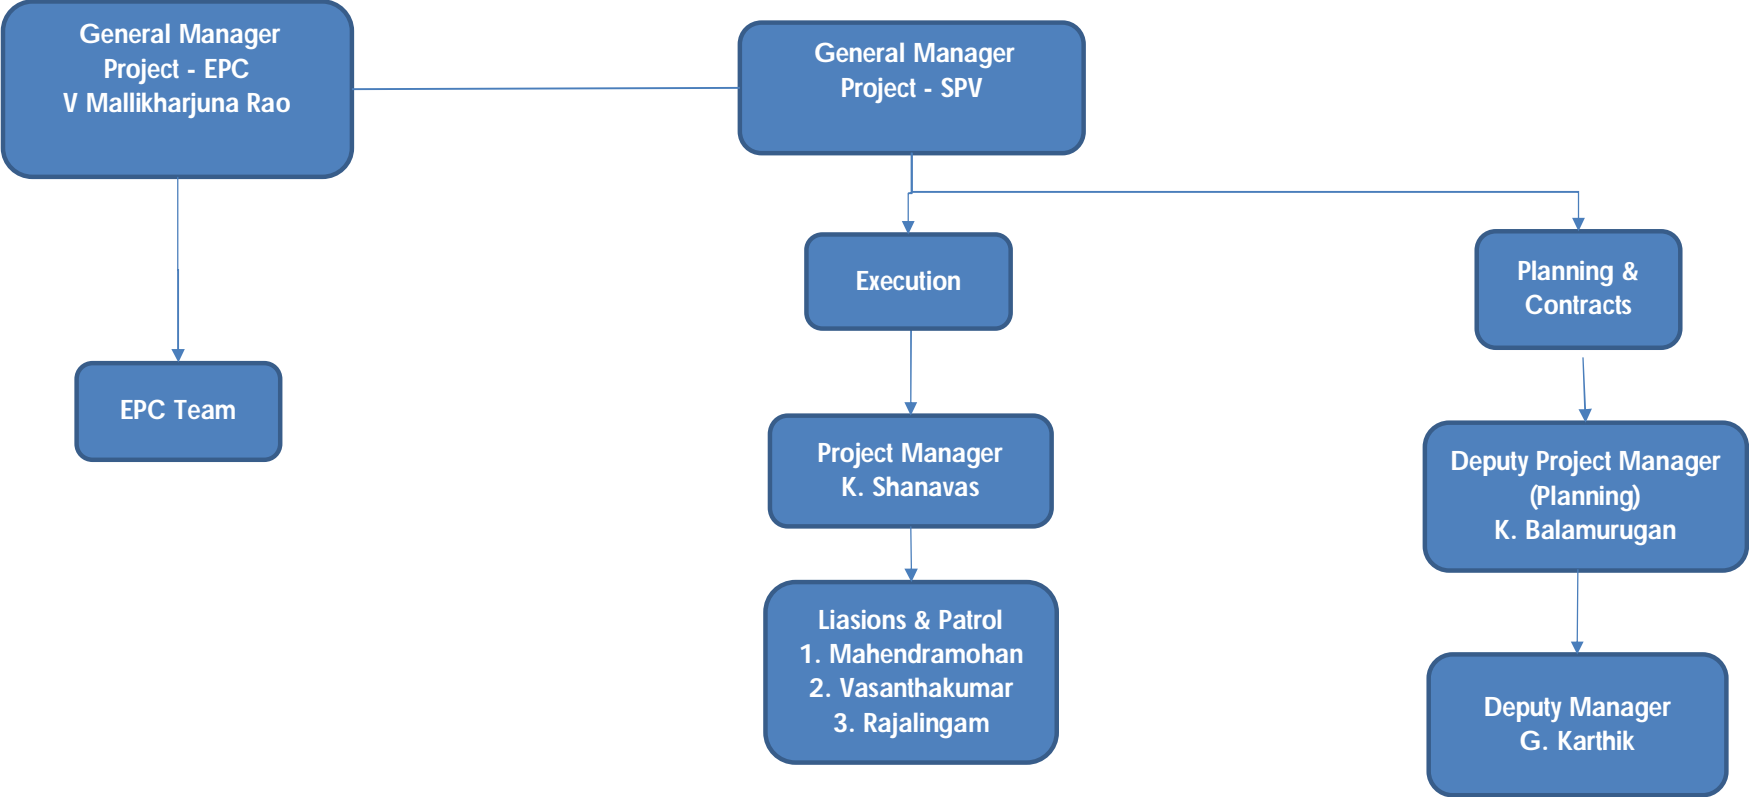 General Manager
Project - EPC
V Mallikharjuna Rao
General Manager
Project - SPV
Execution
Planning &
Contracts
EPC Team
Project Manager
K. Shanavas
Deputy Project Manager
(Planning)
K. Balamurugan
Liasions & Patrol
1. Mahendramohan
2. Vasanthakumar
3. Rajalingam
Deputy Manager
G. Karthik